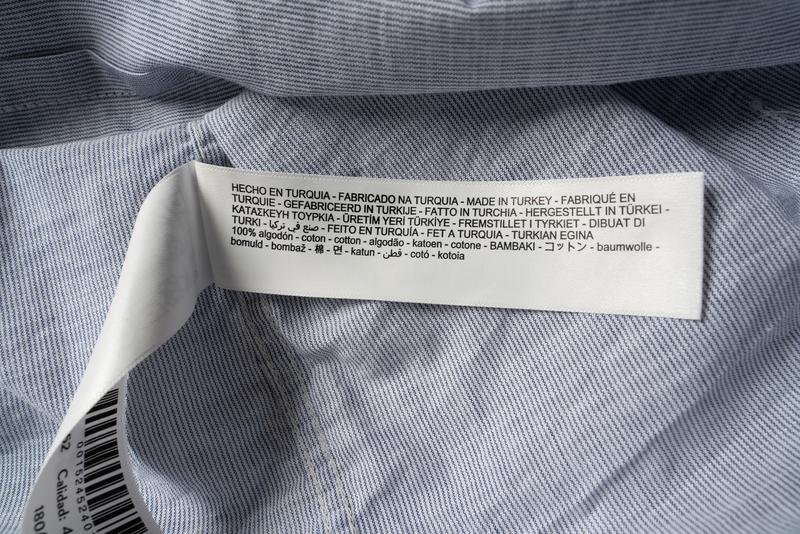 HECHO EN TURQUIA - FABRICADO NA TURQUIA - MADE IN TURKEY - FABRIQUÉ EN
TURQUIE - GEFABRICEERD IN TURKIJE - FATTO IN TURCHIA - HERGESTELLT IN TÜRKEI -
ΚΑΤΑΣΚΕΥΗ ΤΟΥΡΚΙΑ - ÜRETİM YERİ TÜRKİYE - FREMSTILLET I TYRKIET - DIBUAT DI
TURKI - صنع في تركيا - FEITO EN TURQUÍA - FET A TURQUIA - TURKIAN EGINA
100% algodón - coton - cotton - algodão - katoen - cotone - BAMBAKI - コットン - baumwolle -
bomuld - bombaž - 棉 - 면 - katun - قطن - cotó - kotoia
0015245240
Calidad: 4
180/